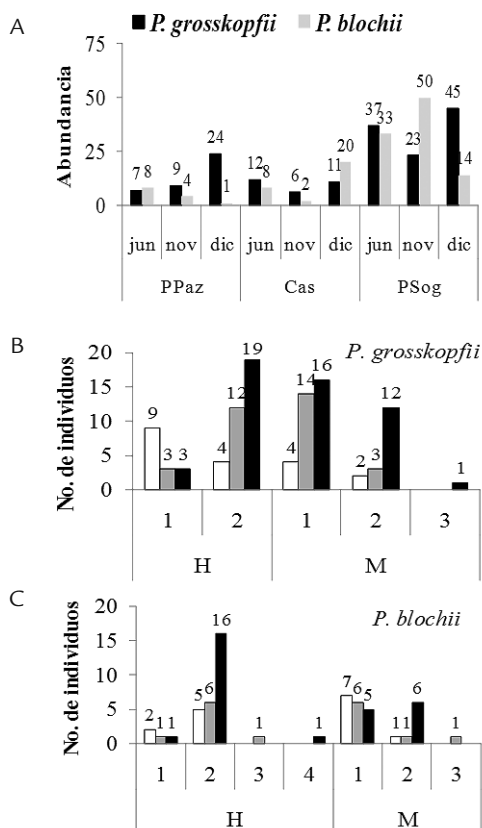 A
P. grosskopfii P. blochii
Abundancia
75
50
25
0
7 8 9 4 24 1 12 8 6 2 11 20 37 33 23 50 45 14
jun nov dic jun nov dic jun nov dic
PPaz Cas PSog
B
P. grosskopfii
No. de individuos
20
15
10
5
0
9 3 3 4 12 19 4 14 16 2 3 12 1
1 2 1 2 3
H M
C
P. blochii
No. de individuos
20
15
10
5
0
2 1 1 5 6 16 1 1 7 6 5 1 1 6 1
1 2 3 4 1 2 3
H M